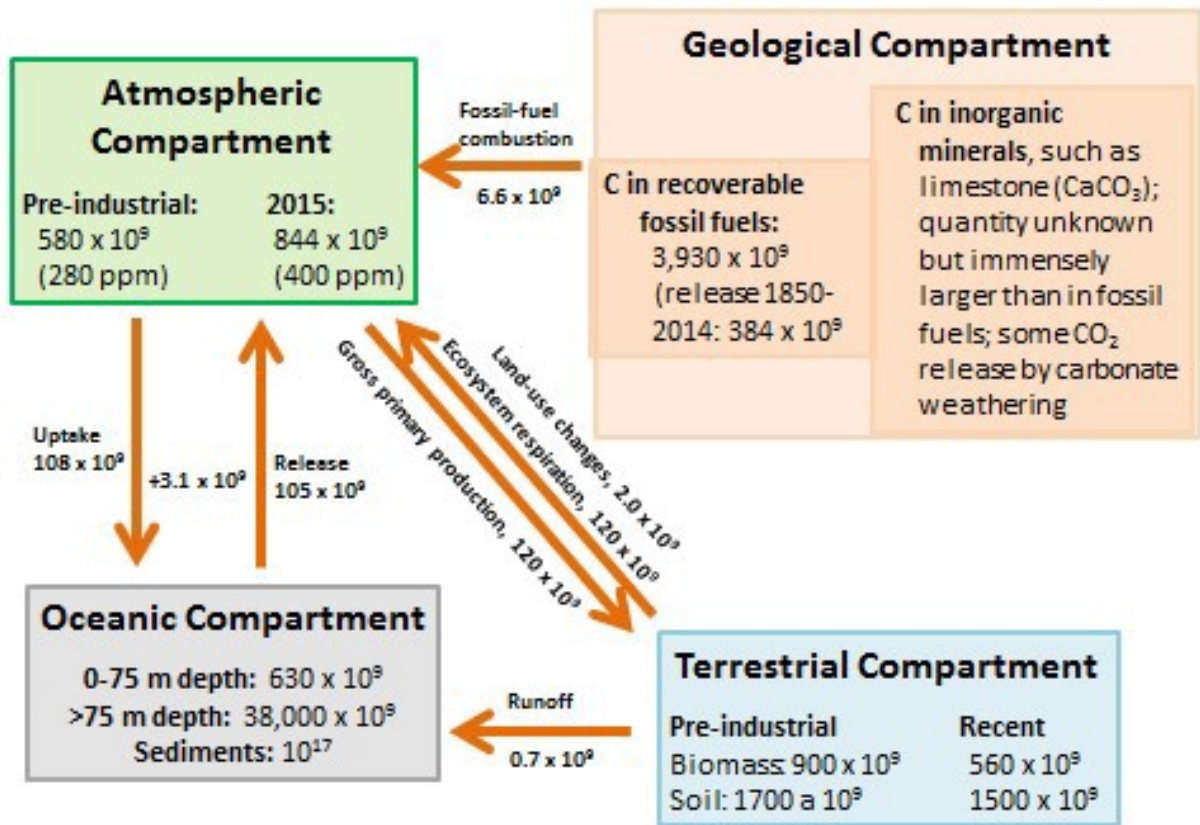 Atmospheric
Compartment
Pre-industrial: 2015:
580 x 10⁹ 844 x 10⁹
(280 ppm) (400 ppm)
Fossil-fuel
combustion
6.6 x 10⁹
Geological Compartment
C in recoverable
fossil fuels:
3,930 x 10⁹
(release 1850-
2014: 384 x 10⁹
C in inorganic
minerals, such as
limestone (CaCO₃);
quantity unknown
but immensely
larger than in fossil
fuels; some CO₂
release by carbonate
weathering
Uptake
108 x 10⁹
+3.1 x 10⁹
Release
105 x 10⁹
Gross primary production, 120 x 10⁹
Ecosystem respiration, 120 x 10⁹
Land-use changes, 2.0 x 10⁹
Oceanic Compartment
0-75 m depth: 630 x 10⁹
>75 m depth: 38,000 x 10⁹
Sediments: 10¹⁷
Runoff
0.7 x 10⁹
Terrestrial Compartment
Pre-industrial Recent
Biomass: 900 x 10⁹ 560 x 10⁹
Soil: 1700 a 10⁹ 1500 x 10⁹